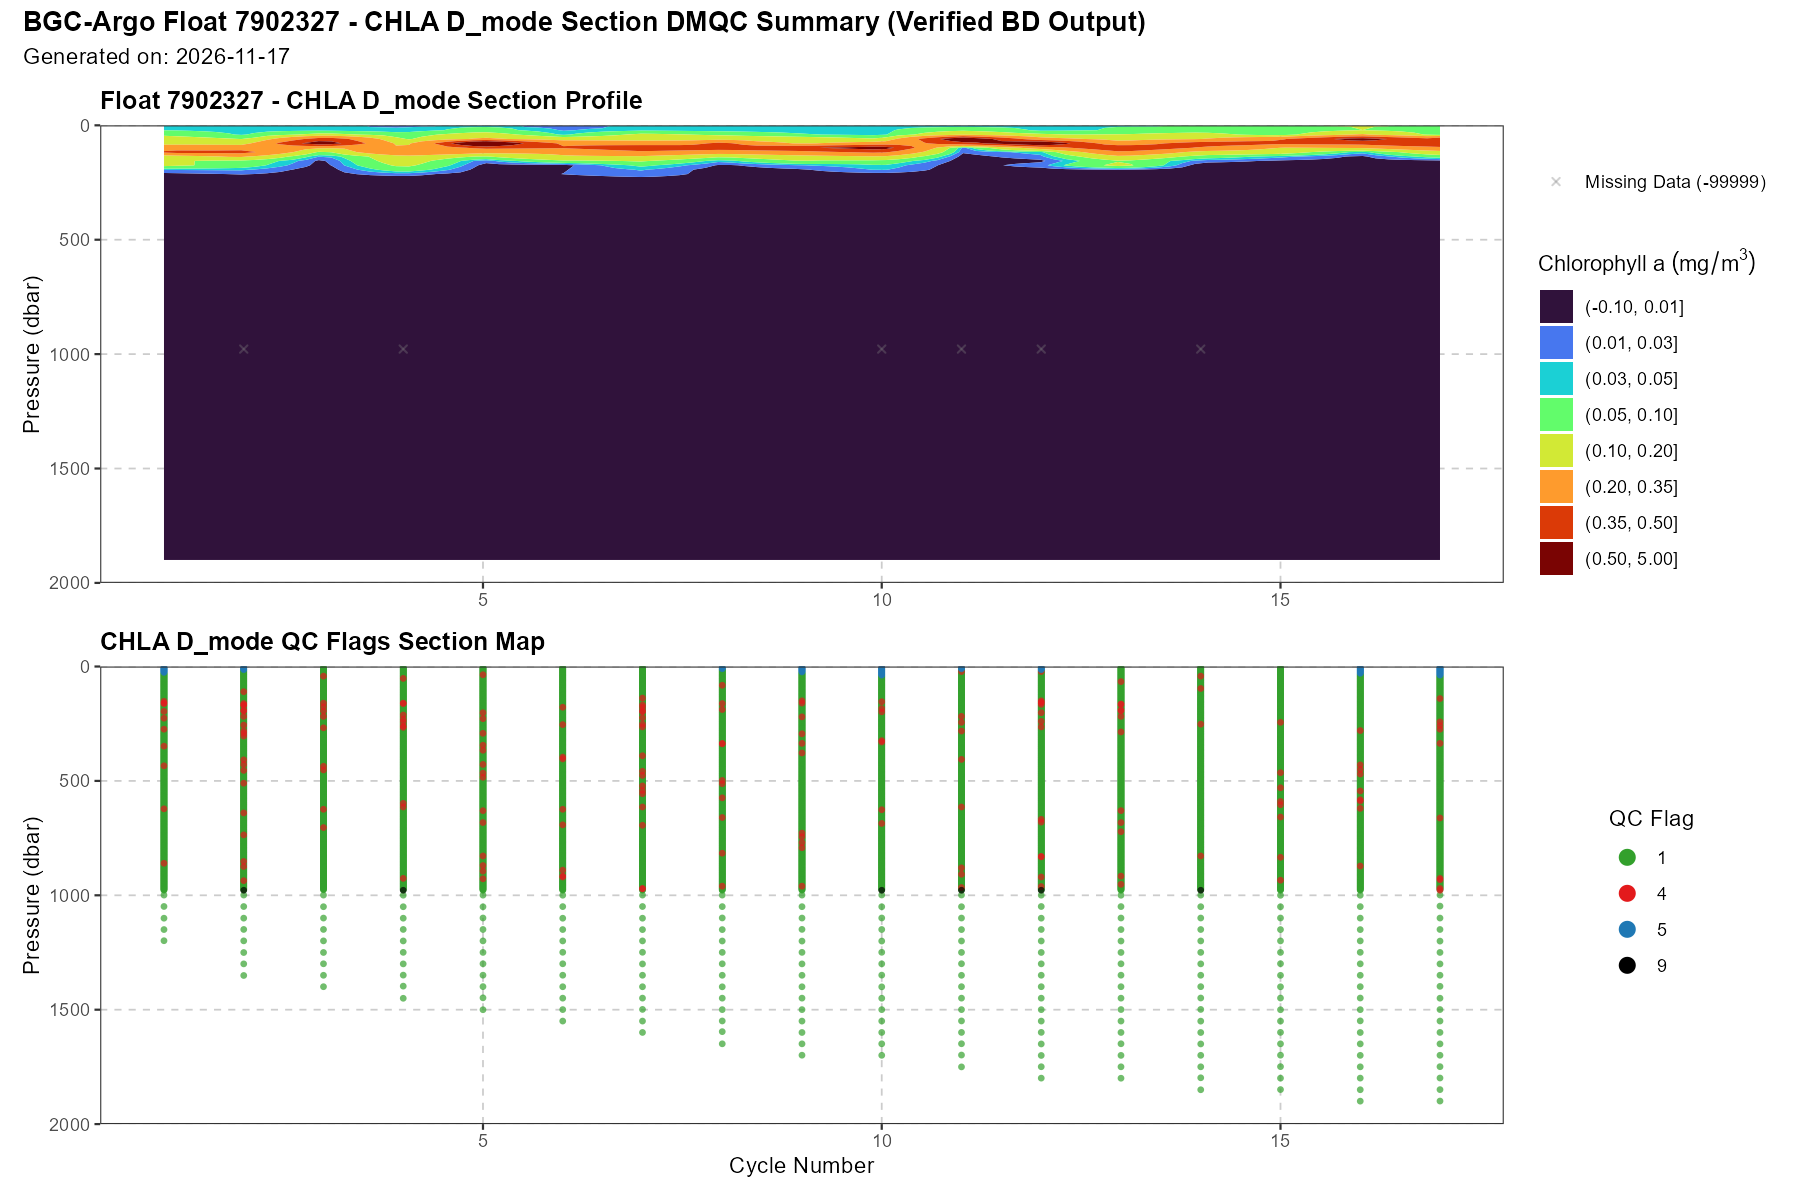 BGC-Argo Float 7902327 - CHLA D_mode Section DMQC Summary (Verified BD Output)
Generated on: 2026-11-17
Float 7902327 - CHLA D_mode Section Profile
Pressure (dbar)
0
500
1000
1500
2000
5
10
15
Missing Data (-99999)
Chlorophyll a (mg/m³)
(-0.10, 0.01]
(0.01, 0.03]
(0.03, 0.05]
(0.05, 0.10]
(0.10, 0.20]
(0.20, 0.35]
(0.35, 0.50]
(0.50, 5.00]
CHLA D_mode QC Flags Section Map
Pressure (dbar)
0
500
1000
1500
2000
5
10
15
Cycle Number
QC Flag
1
4
5
9